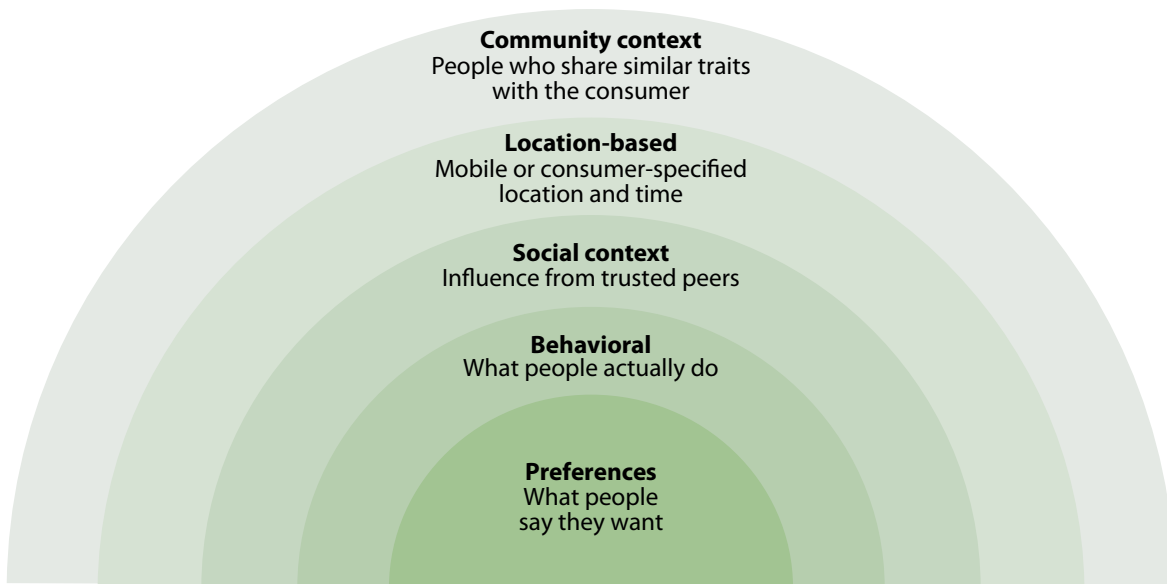 Community context
People who share similar traits
with the consumer
Location-based
Mobile or consumer-specified
location and time
Social context
Influence from trusted peers
Behavioral
What people actually do
Preferences
What people
say they want